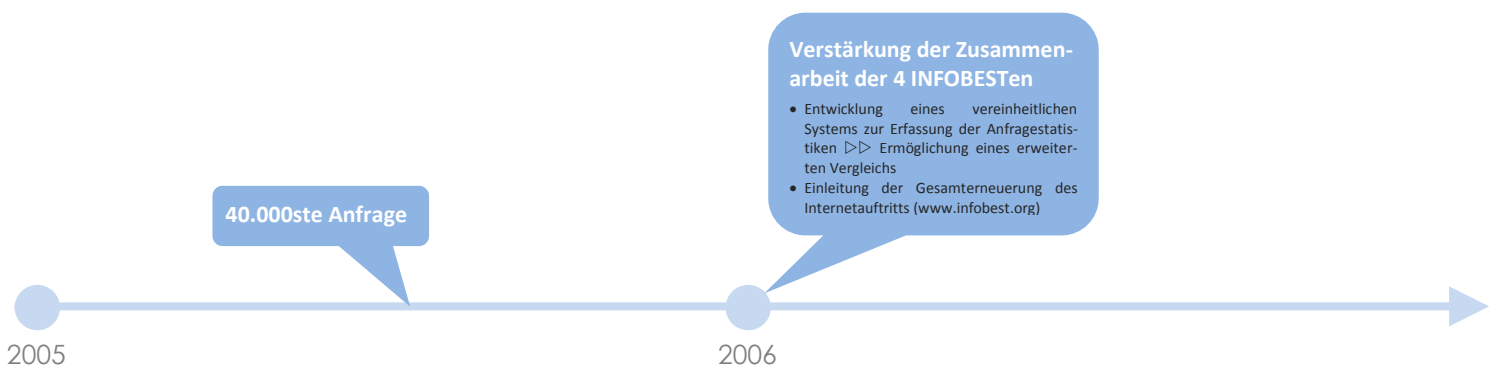 Verstärkung der Zusammen-
arbeit der 4 INFOBESTen
• Entwicklung eines vereinheitlichen
Systems zur Erfassung der Anfragestatis-
tiken ▷▷ Ermöglichung eines erweiter-
ten Vergleichs
• Einleitung der Gesamterneuerung des
Internetauftritts (www.infobest.org)
40.000ste Anfrage
2005
2006